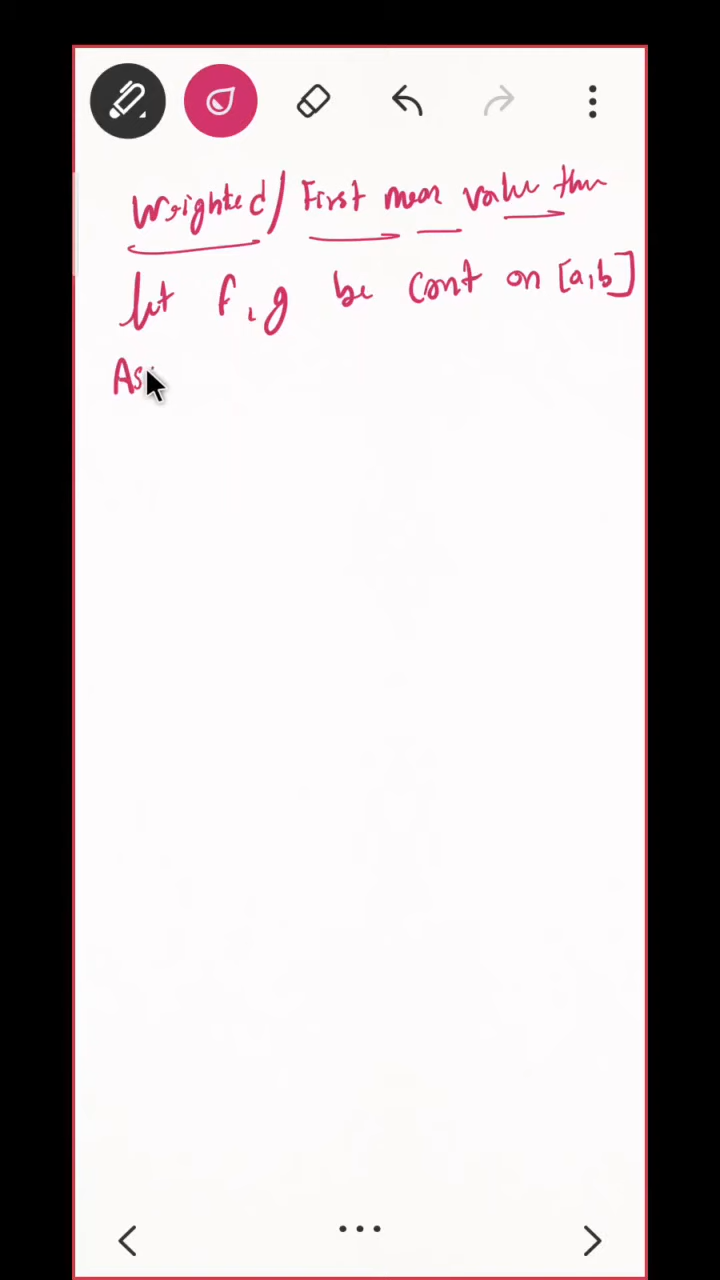 Weighted/First mean value thm
let f, g be cont on [a,b]
As